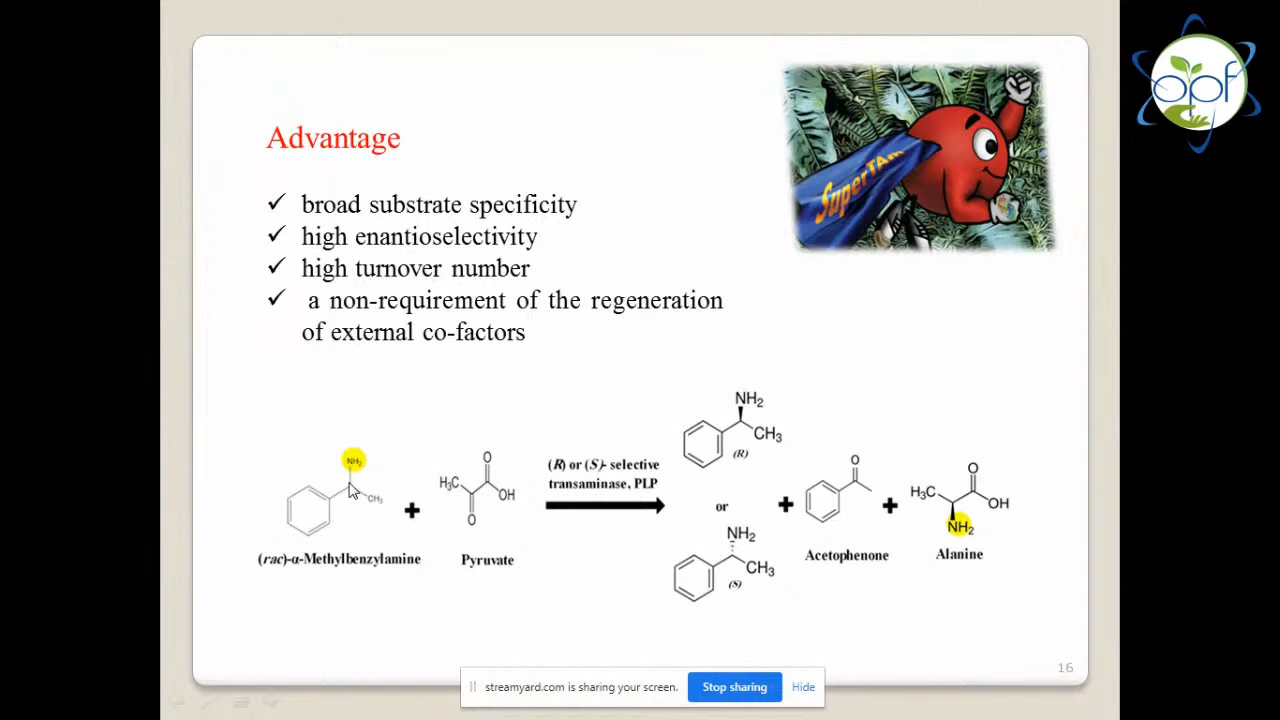 opf
Advantage
SuperTAm
✓ broad substrate specificity
✓ high enantioselectivity
✓ high turnover number
✓ a non-requirement of the regeneration
of external co-factors
NH2
CH3
(rac)-α-Methylbenzylamine
+
H3C
O
OH
O
Pyruvate
(R) or (S)- selective
transaminase, PLP
NH2
CH3
(R)
or
NH2
CH3
(S)
+
O
Acetophenone
+
H3C
O
OH
NH2
Alanine
16
streamyard.com is sharing your screen.
Stop sharing
Hide